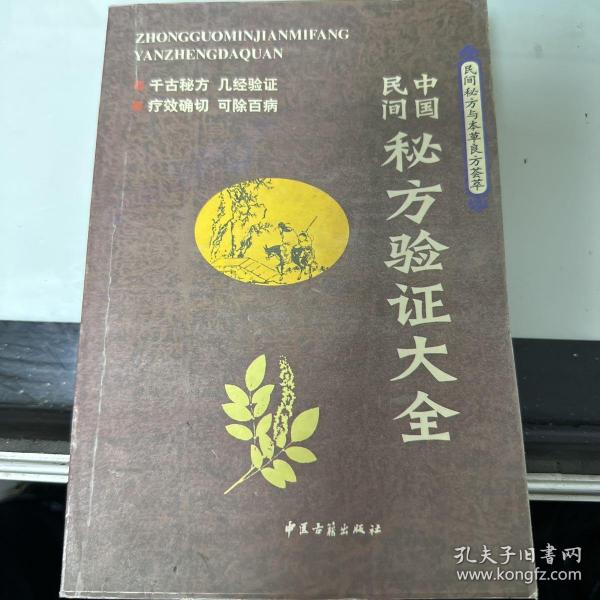 ZHONGGUOMINJIANMIFANG
YANZHENGDAQUAN
千古秘方 几经验证
疗效确切 可除百病
民间秘方与本草良方荟萃
中国
民间
秘方验证大全
中医古籍出版社
孔夫子旧书网
www.kongfz.com